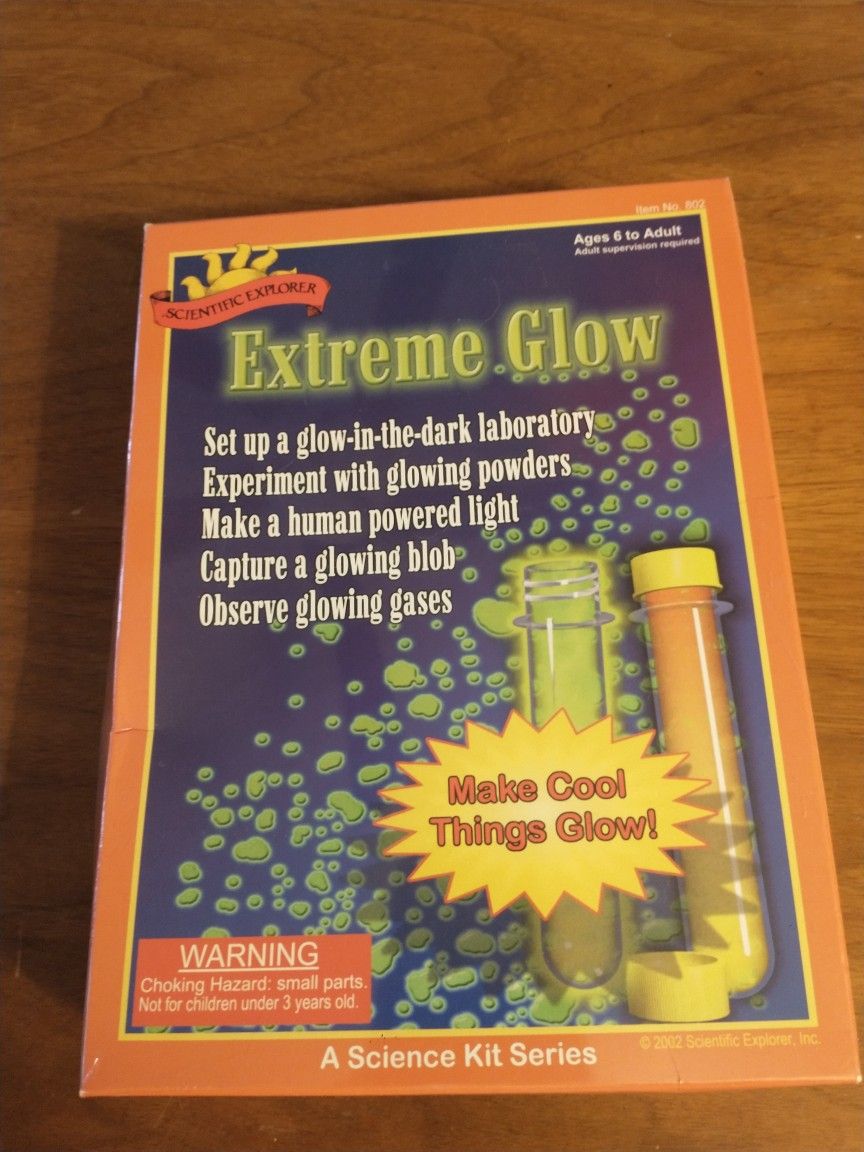 Item No. 802
Ages 6 to Adult
Adult supervision required
SCIENTIFIC EXPLORER
Extreme Glow
Set up a glow-in-the-dark laboratory
Experiment with glowing powders
Make a human powered light
Capture a glowing blob
Observe glowing gases
Make Cool
Things Glow!
WARNING
Choking Hazard: small parts.
Not for children under 3 years old.
© 2002 Scientific Explorer, Inc.
A Science Kit Series